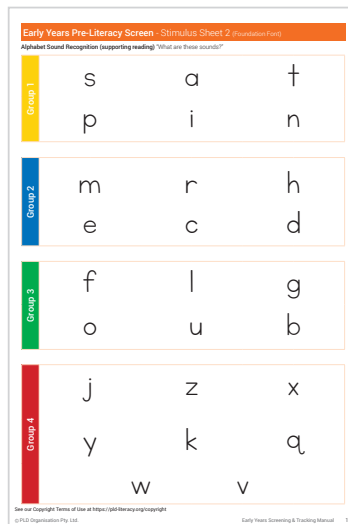 Early Years Pre-Literacy Screen - Stimulus Sheet 2 (Foundation Font)
Alphabet Sound Recognition (supporting reading) "What are these sounds?"
Group 1
s a t
p i n
Group 2
m r h
e c d
Group 3
f l g
o u b
Group 4
j z x
y k q
w v
See our Copyright Terms of Use at https://pld-literacy.org/copyright
© PLD Organisation Pty. Ltd. Early Years Screening & Tracking Manual 1